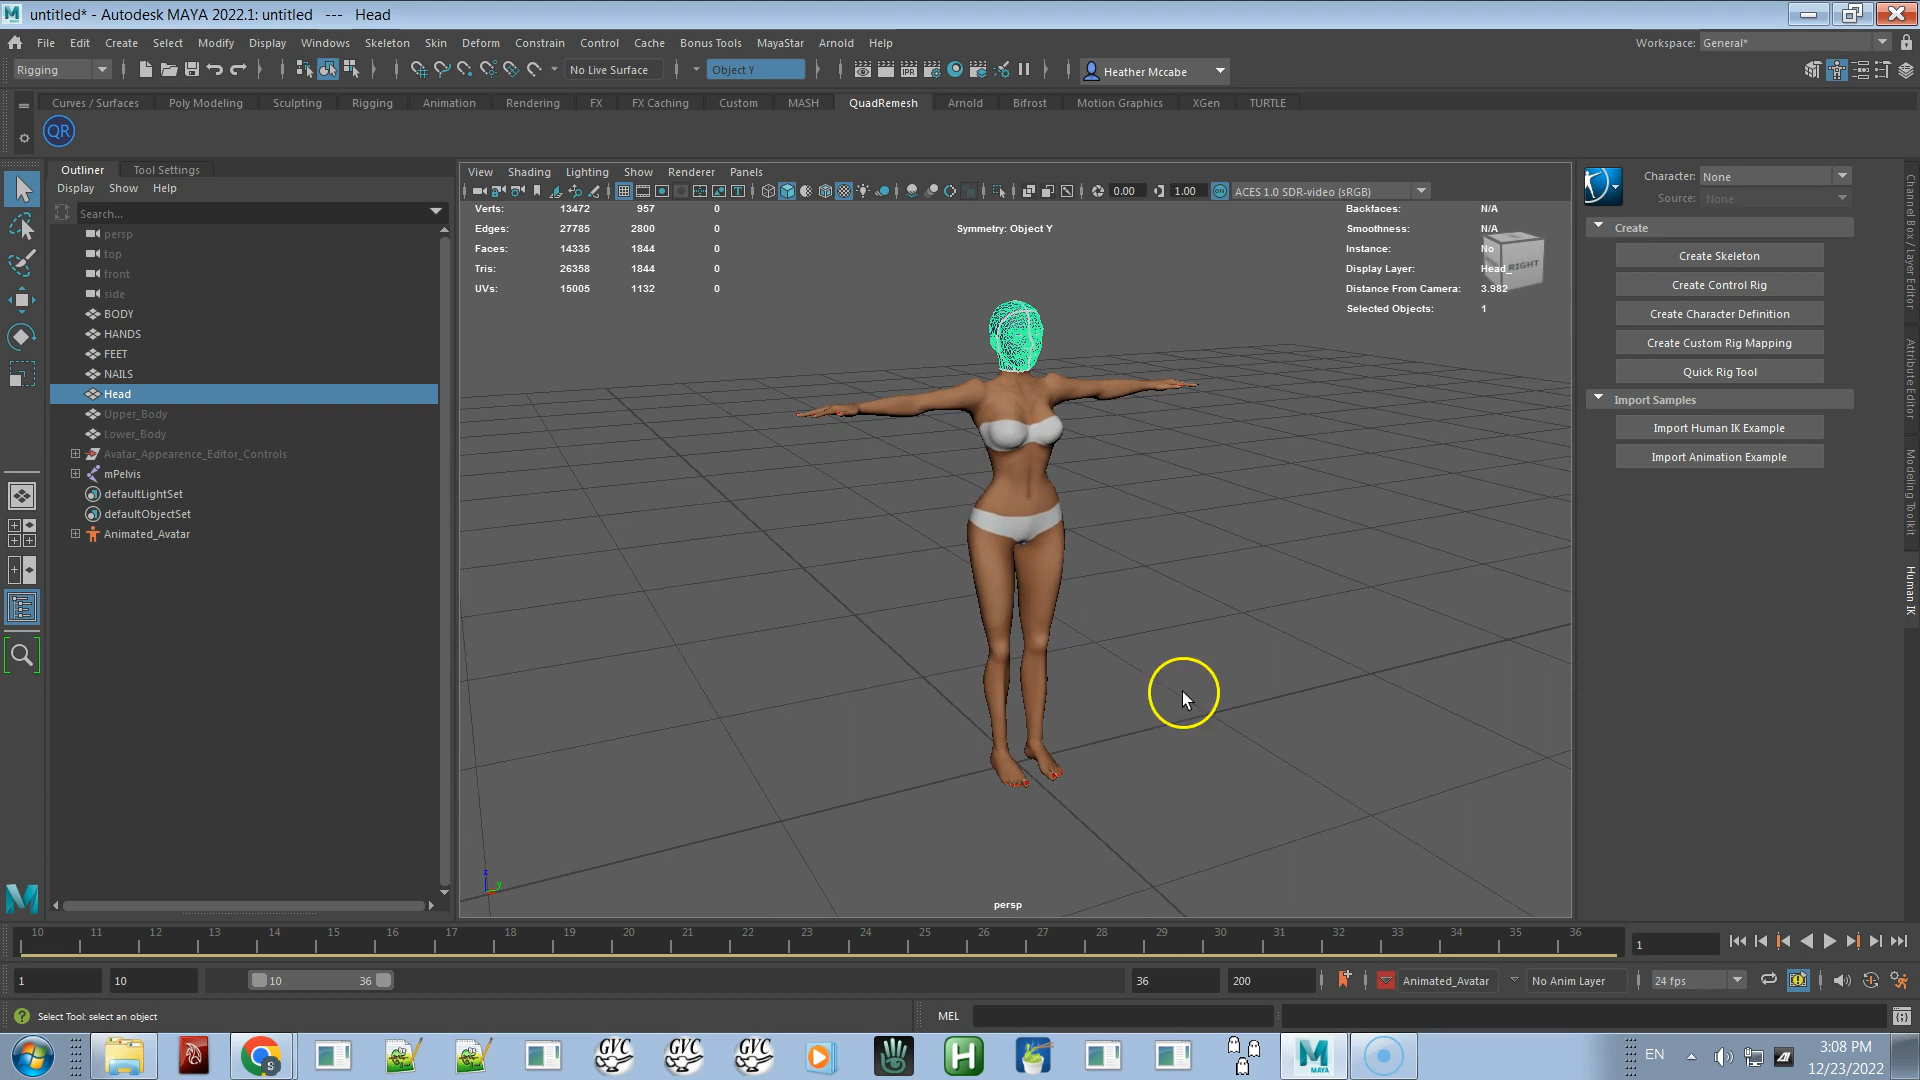 untitled* - Autodesk MAYA 2022.1: untitled --- Head
File Edit Create Select Modify Display Windows Skeleton Skin Deform Constrain Control Cache Bonus Tools MayaStar Arnold Help
Workspace: General*
Rigging No Live Surface Object Y IPR Heather Mccabe
Curves / Surfaces Poly Modeling Sculpting Rigging Animation Rendering FX FX Caching Custom MASH QuadRemesh Arnold Bifrost Motion Graphics XGen TURTLE
QR
Outliner Tool Settings
Display Show Help
Search...
persp
top
front
side
BODY
HANDS
FEET
NAILS
Head
Upper_Body
Lower_Body
Avatar_Appearence_Editor_Controls
mPelvis
defaultLightSet
defaultObjectSet
Animated_Avatar
View Shading Lighting Show Renderer Panels
0.00 1.00 ON ACES 1.0 SDR-video (sRGB)
Verts: 13472 957 0
Edges: 27785 2800 0
Faces: 14335 1844 0
Tris: 26358 1844 0
UVs: 15005 1132 0
Symmetry: Object Y
Backfaces: N/A
Smoothness: N/A
Instance: No
Display Layer: Head_
Distance From Camera: 3.982
Selected Objects: 1
RIGHT
z
y
persp
Character: None
Source: None
Create
Create Skeleton
Create Control Rig
Create Character Definition
Create Custom Rig Mapping
Quick Rig Tool
Import Samples
Import Human IK Example
Import Animation Example
Channel Box / Layer Editor
Attribute Editor
Modeling Toolkit
Human IK
10 11 12 13 14 15 16 17 18 19 20 21 22 23 24 25 26 27 28 29 30 31 32 33 34 35 36
1
1 10 10 36 36 200 Animated_Avatar No Anim Layer 24 fps
Select Tool: select an object
MEL
GVC GVC GVC H MAYA
EN
3:08 PM
12/23/2022